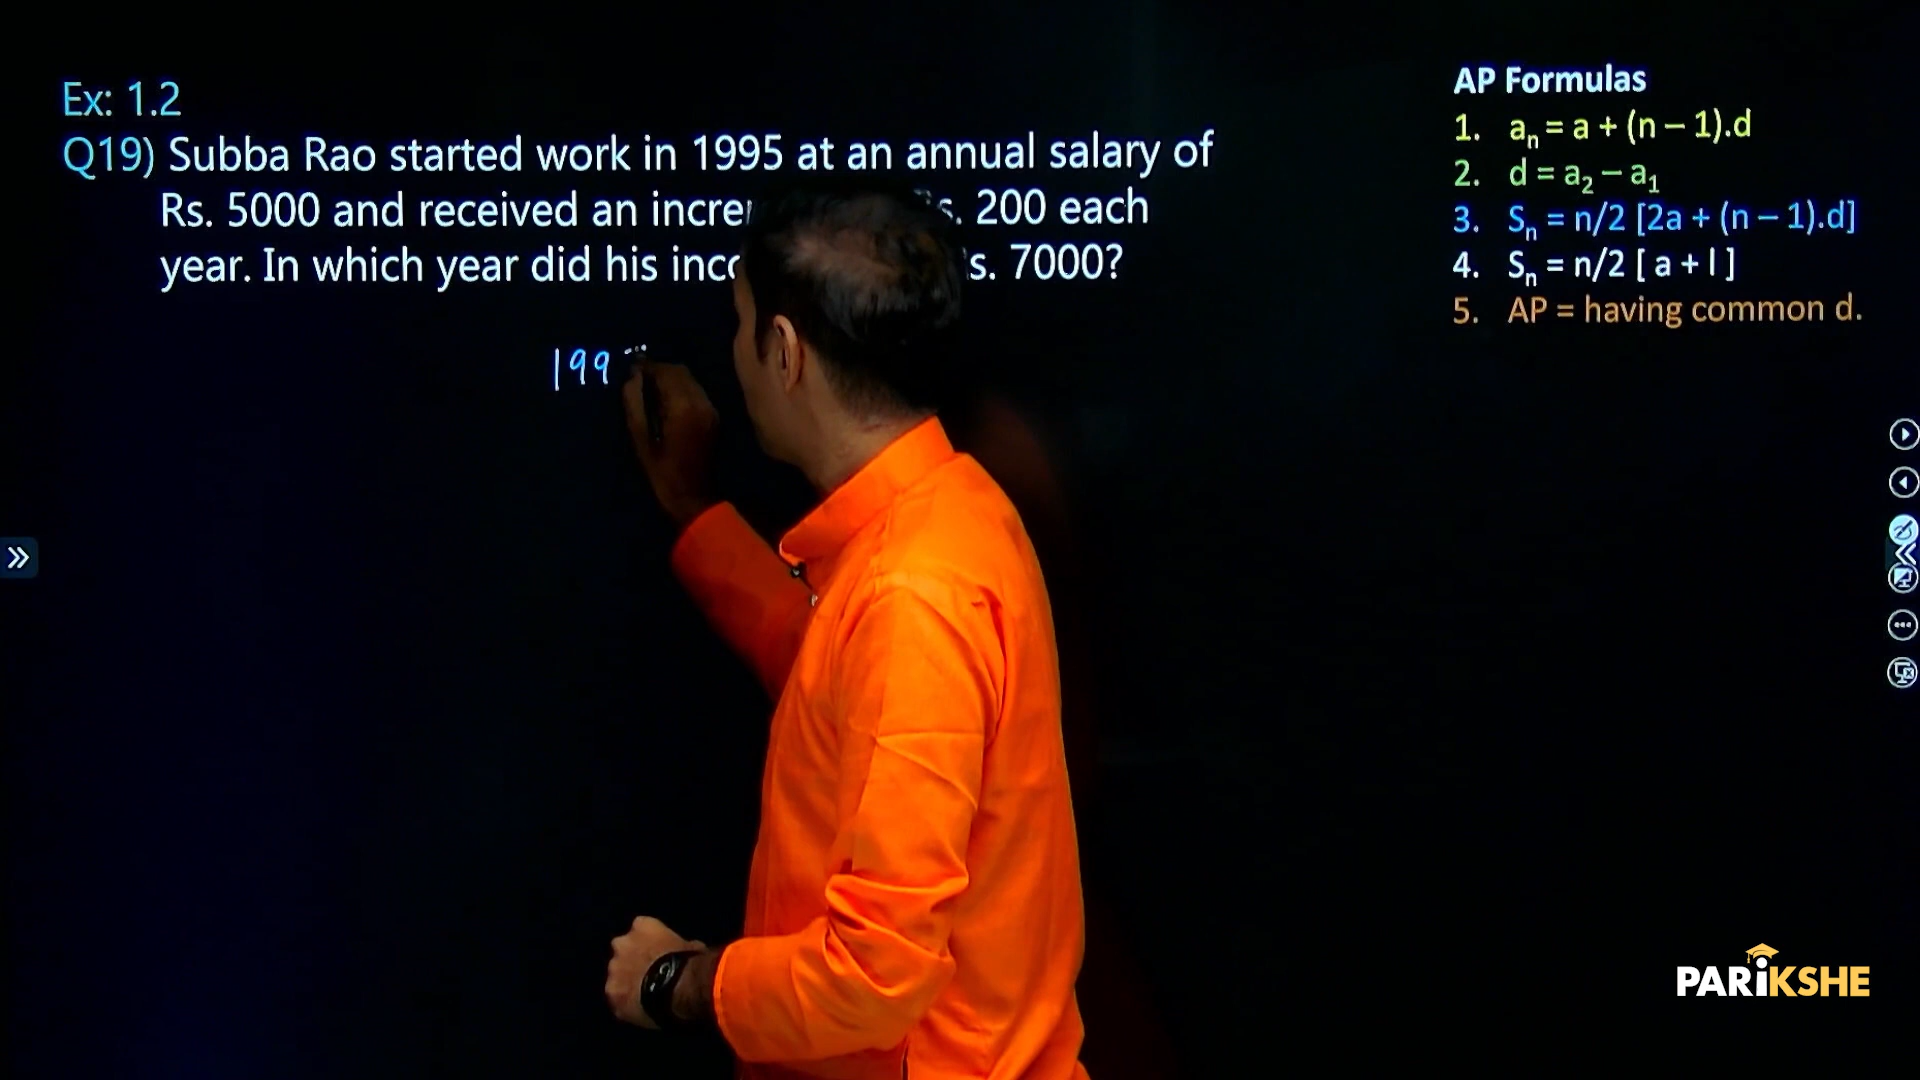 Ex: 1.2
Q19) Subba Rao started work in 1995 at an annual salary of
Rs. 5000 and received an incre s. 200 each
year. In which year did his inc s. 7000?
199
AP Formulas
1. aₙ = a + (n – 1).d
2. d = a₂ – a₁
3. Sₙ = n/2 [2a + (n – 1).d]
4. Sₙ = n/2 [ a + l ]
5. AP = having common d.
PARIKSHE